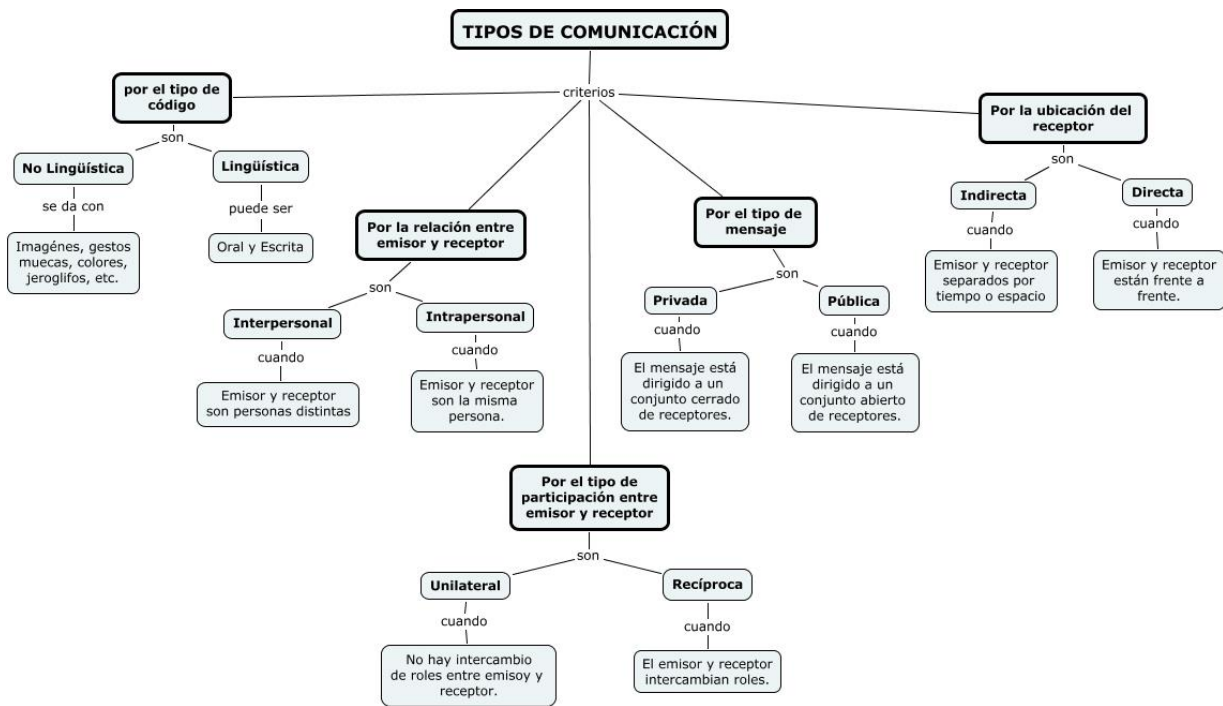 TIPOS DE COMUNICACIÓN
criterios
por el tipo de
código
son
No Lingüística
se da con
Imagénes, gestos
muecas, colores,
jeroglifos, etc.
Lingüística
puede ser
Oral y Escrita
Por la relación entre
emisor y receptor
son
Interpersonal
cuando
Emisor y receptor
son personas distintas
Intrapersonal
cuando
Emisor y receptor
son la misma
persona.
Por el tipo de
mensaje
son
Privada
cuando
El mensaje está
dirigido a un
conjunto cerrado
de receptores.
Pública
cuando
El mensaje está
dirigido a un
conjunto abierto
de receptores.
Por la ubicación del
receptor
son
Indirecta
cuando
Emisor y receptor
separados por
tiempo o espacio
Directa
cuando
Emisor y receptor
están frente a
frente.
Por el tipo de
participación entre
emisor y receptor
son
Unilateral
cuando
No hay intercambio
de roles entre emisoy y
receptor.
Recíproca
cuando
El emisor y receptor
intercambian roles.